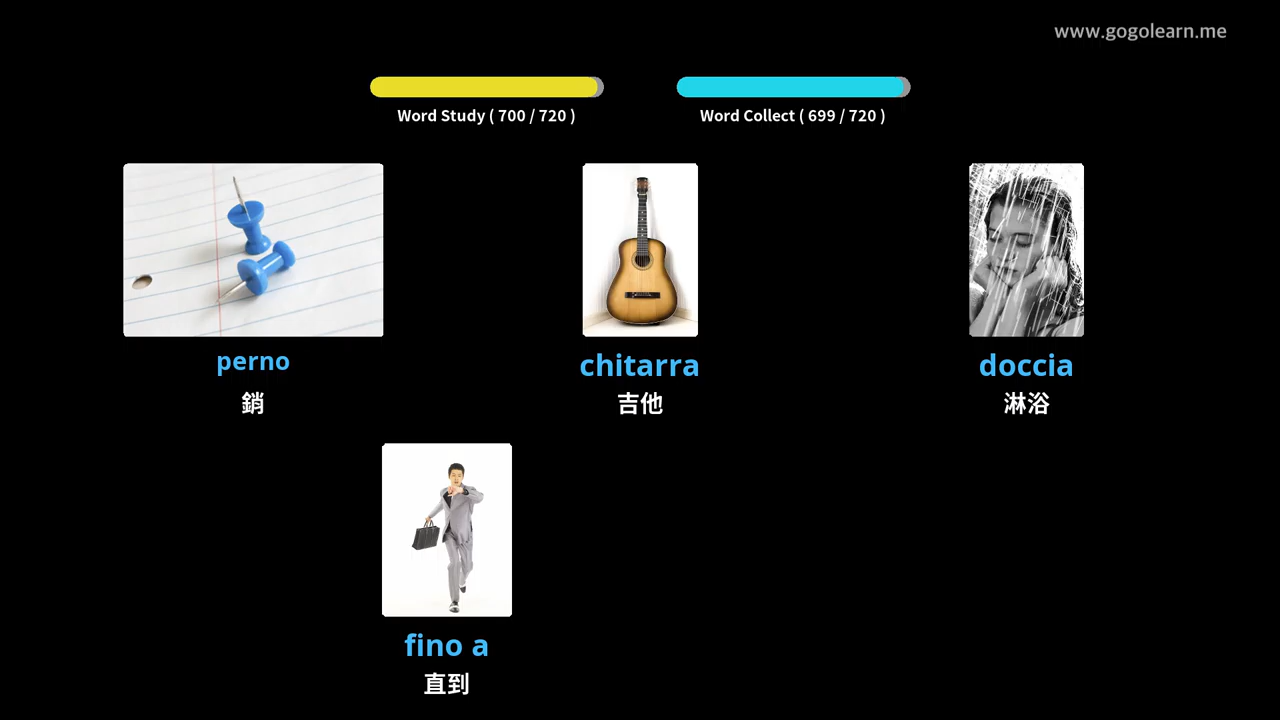 www.gogolearn.me
Word Study ( 700 / 720 )
Word Collect ( 699 / 720 )
perno
銷
chitarra
吉他
doccia
淋浴
fino a
直到